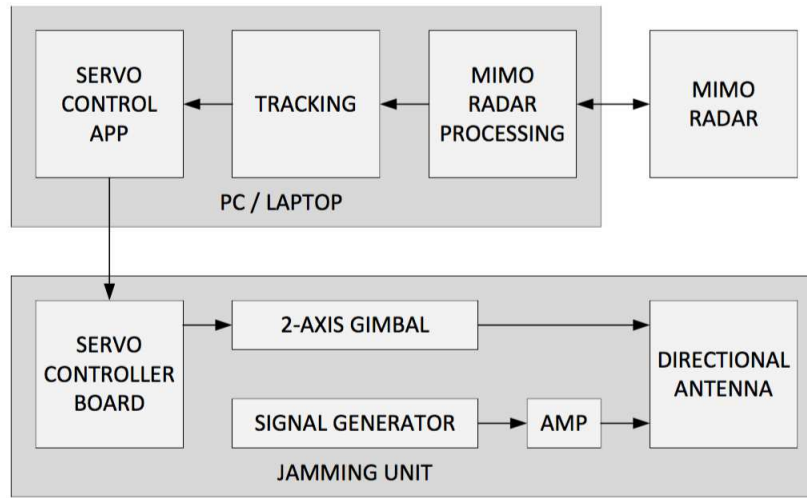 SERVO
CONTROL
APP
TRACKING
MIMO
RADAR
PROCESSING
MIMO
RADAR
PC / LAPTOP
SERVO
CONTROLLER
BOARD
2-AXIS GIMBAL
SIGNAL GENERATOR
AMP
DIRECTIONAL
ANTENNA
JAMMING UNIT